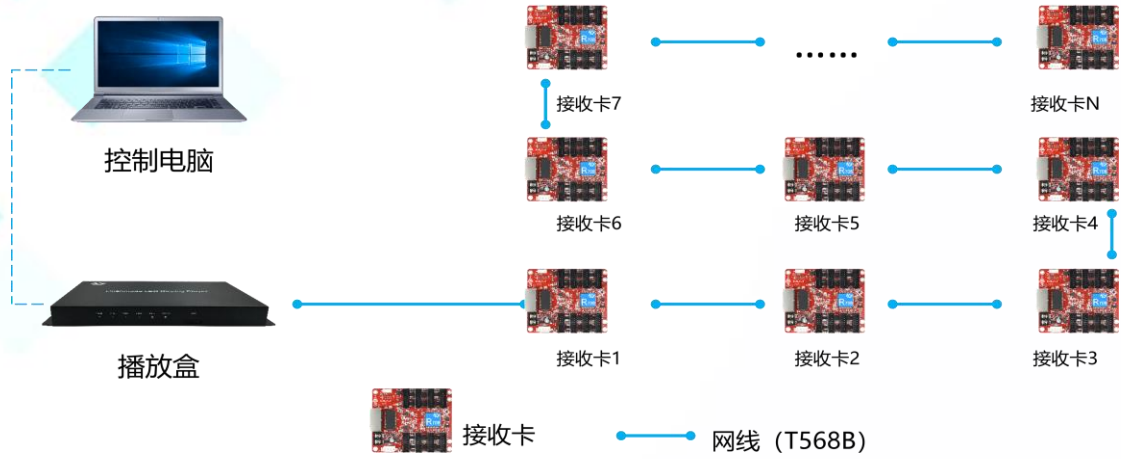 接收卡7
......
接收卡N
控制电脑
接收卡6
接收卡5
接收卡4
播放盒
接收卡1
接收卡2
接收卡3
接收卡
网线（T568B）